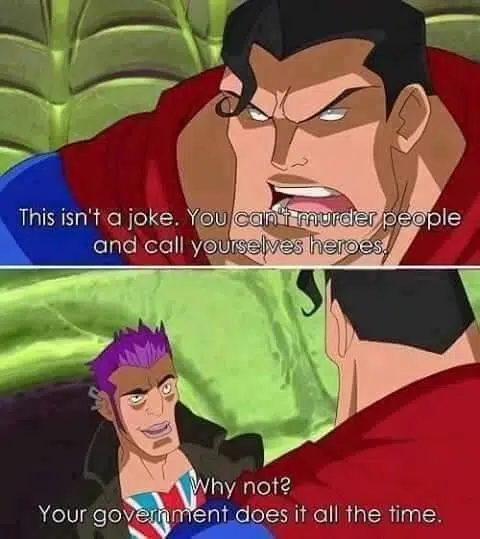 This isn't a joke. You can't murder people
and call yourselves heroes.
Why not?
Your government does it all the time.